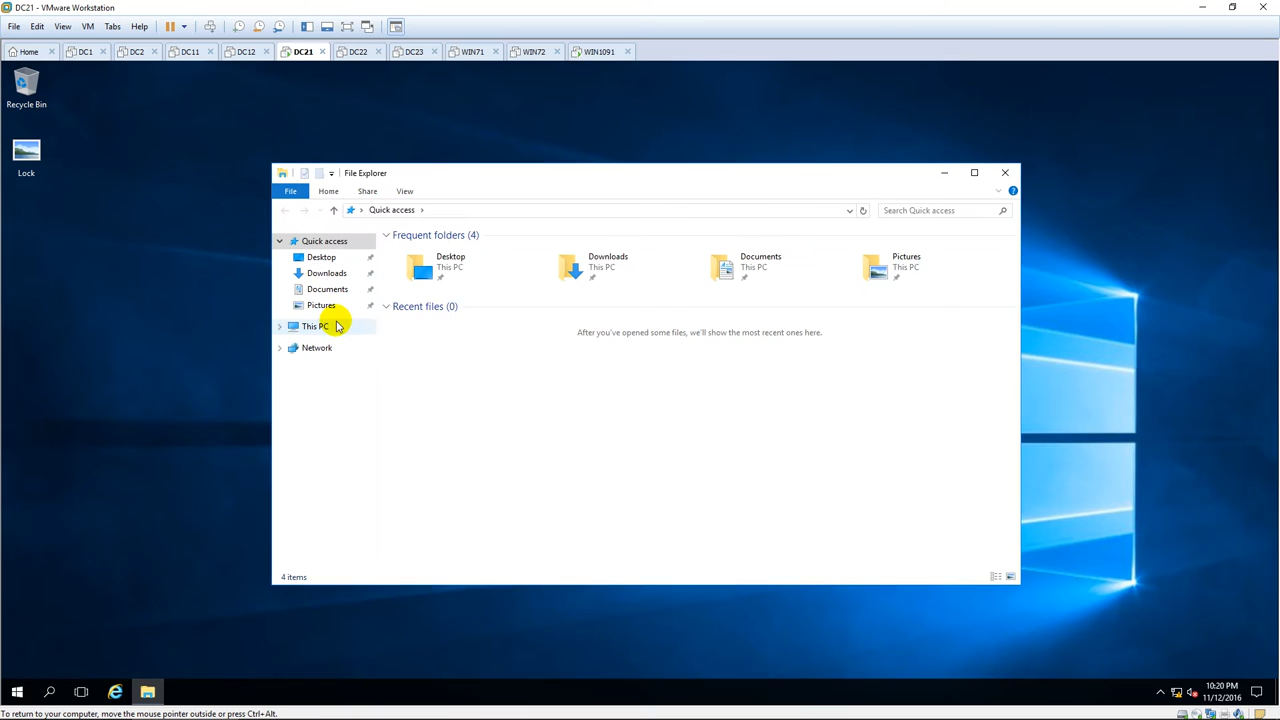 DC21 - VMware Workstation
File Edit View VM Tabs Help
Home DC1 DC2 DC11 DC12 DC21 DC22 DC23 WIN71 WIN72 WIN1091
Recycle Bin
Lock
File Explorer
File Home Share View
Quick access
Search Quick access
Quick access
Desktop
Downloads
Documents
Pictures
This PC
Network
Frequent folders (4)
Desktop
This PC
Downloads
This PC
Documents
This PC
Pictures
This PC
Recent files (0)
After you've opened some files, we'll show the most recent ones here.
4 items
10:20 PM
11/12/2016
To return to your computer, move the mouse pointer outside or press Ctrl+Alt.